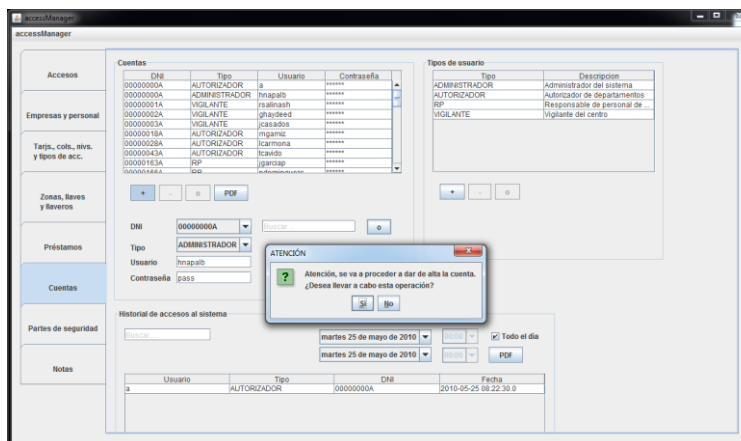 accessManager
accessManager
Accesos
Empresas y personal
Tarjs., cols., nivs.
y tipos de acc.
Zonas, llaves
y llaveros
Préstamos
Cuentas
Partes de seguridad
Notas
Cuentas
DNI Tipo Usuario Contraseña
00000000A AUTORIZADOR a ******
00000000A ADMINISTRADOR hnapalb ******
00000001A VIGILANTE rsalinash ******
00000002A VIGILANTE ghaydeed ******
00000003A VIGILANTE jcasados ******
00000018A AUTORIZADOR mgamiz ******
00000028A AUTORIZADOR lcarmona ******
00000043A AUTORIZADOR tcavido ******
00000163A RP jgarciap ******
+ - o PDF
DNI 00000000A Buscar... o
Tipo ADMINISTRADOR
Usuario hnapalb
Contraseña pass
Tipos de usuario
Tipo Descripcion
ADMINISTRADOR Administrador del sistema
AUTORIZADOR Autorizador de departamentos
RP Responsable de personal de ...
VIGILANTE Vigilante del centro
+ - o
ATENCIÓN
Atención, se va a proceder a dar de alta la cuenta.
¿Desea llevar a cabo esta operación?
Sí No
Historial de accesos al sistema
Buscar... martes 25 de mayo de 2010 00:00 Todo el día
martes 25 de mayo de 2010 00:00 PDF
Usuario Tipo DNI Fecha
a AUTORIZADOR 00000000A 2010-05-25 08:22:30.0